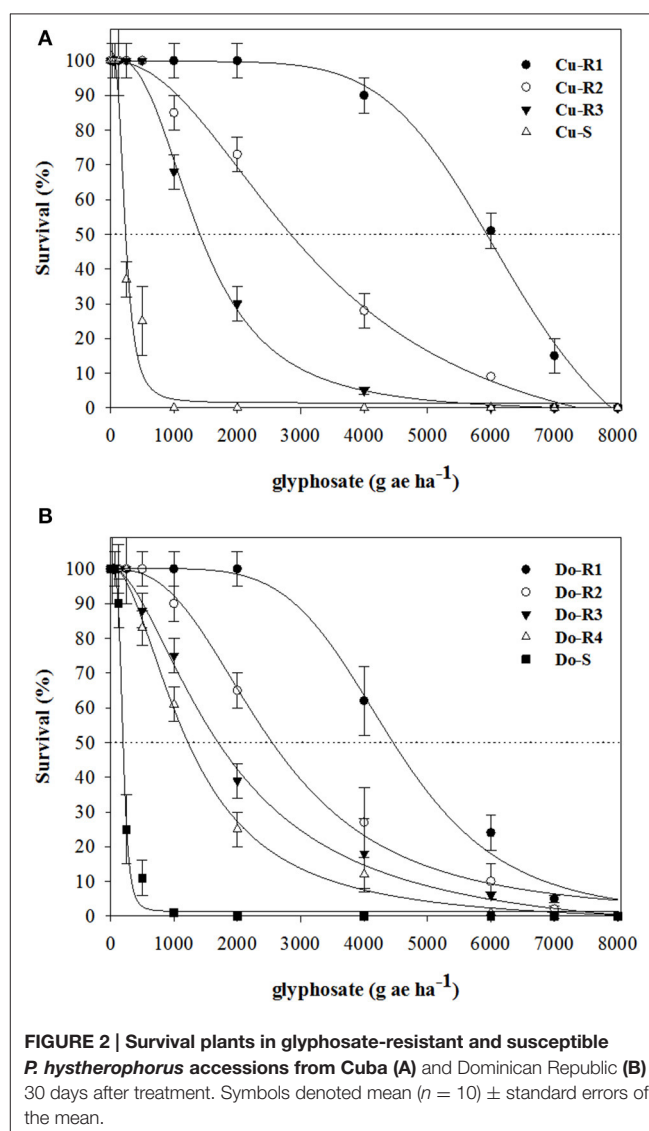 A
Survival (%)
100
90
80
70
60
50
40
30
20
10
0
Cu-R1
Cu-R2
Cu-R3
Cu-S
0 1000 2000 3000 4000 5000 6000 7000 8000
glyphosate (g ae ha⁻¹)
B
Survival (%)
100
90
80
70
60
50
40
30
20
10
0
Do-R1
Do-R2
Do-R3
Do-R4
Do-S
0 1000 2000 3000 4000 5000 6000 7000 8000
glyphosate (g ae ha⁻¹)
FIGURE 2 | Survival plants in glyphosate-resistant and susceptible
P. hystherophorus accessions from Cuba (A) and Dominican Republic (B)
30 days after treatment. Symbols denoted mean (n = 10) ± standard errors of
the mean.